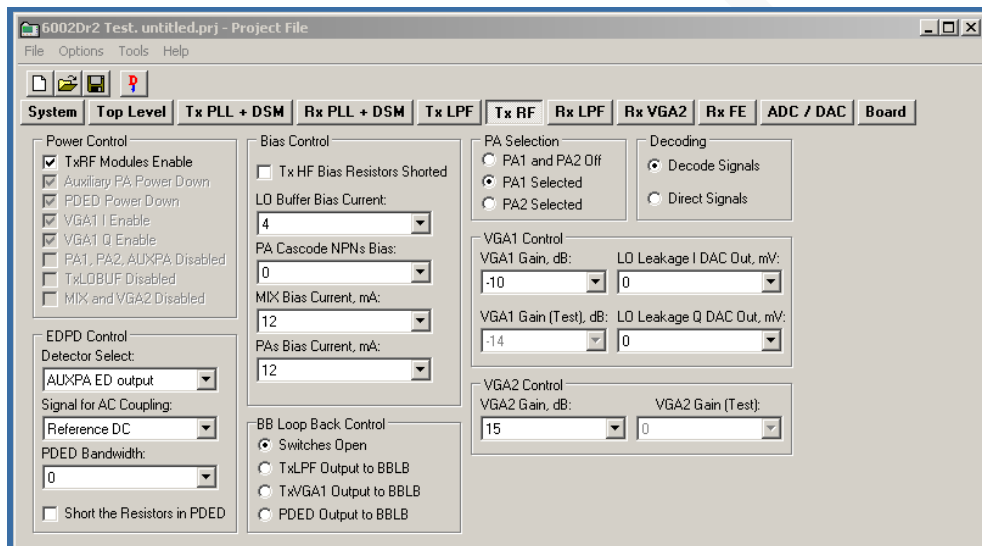 6002Dr2 Test. untitled.prj - Project File
File Options Tools Help
System Top Level Tx PLL + DSM Rx PLL + DSM Tx LPF Tx RF Rx LPF Rx VGA2 Rx FE ADC / DAC Board
Power Control
TxRF Modules Enable
Auxiliary PA Power Down
PDED Power Down
VGA1 I Enable
VGA1 Q Enable
PA1, PA2, AUXPA Disabled
TxLOBUF Disabled
MIX and VGA2 Disabled
EDPD Control
Detector Select:
AUXPA ED output
Signal for AC Coupling:
Reference DC
PDED Bandwidth:
0
Short the Resistors in PDED
Bias Control
Tx HF Bias Resistors Shorted
LO Buffer Bias Current:
4
PA Cascode NPNs Bias:
0
MIX Bias Current, mA:
12
PAs Bias Current, mA:
12
BB Loop Back Control
Switches Open
TxLPF Output to BBLB
TxVGA1 Output to BBLB
PDED Output to BBLB
PA Selection
PA1 and PA2 Off
PA1 Selected
PA2 Selected
Decoding
Decode Signals
Direct Signals
VGA1 Control
VGA1 Gain, dB: LO Leakage I DAC Out, mV:
-10 0
VGA1 Gain (Test), dB: LO Leakage Q DAC Out, mV:
-14 0
VGA2 Control
VGA2 Gain, dB: VGA2 Gain (Test):
15 0